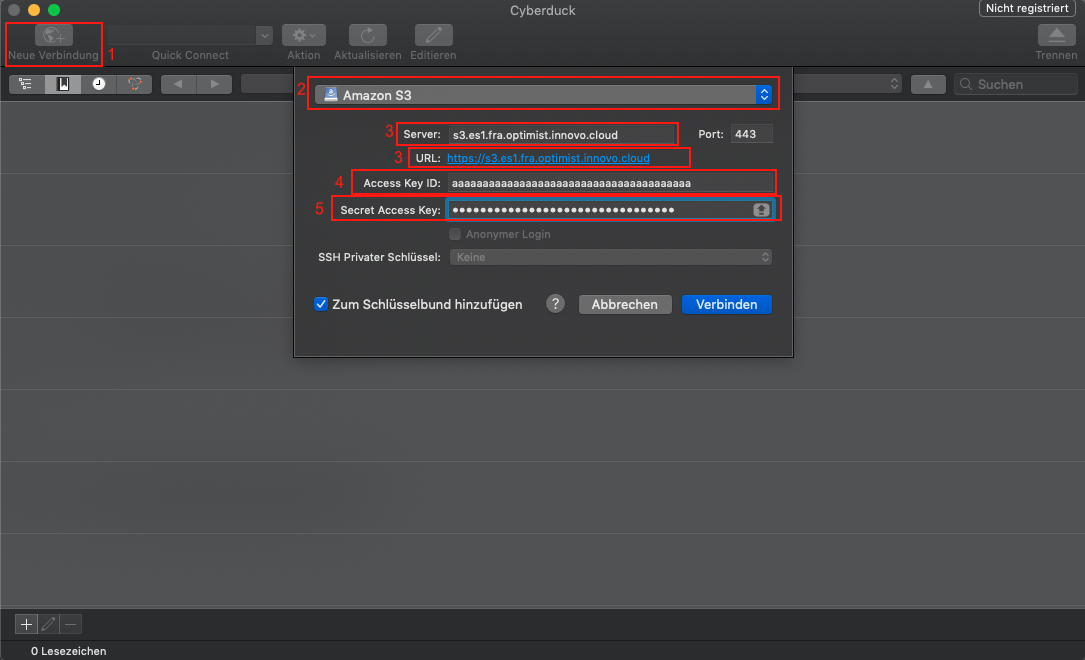 Cyberduck
Nicht registriert
Neue Verbindung
1
Quick Connect
Aktion
Aktualisieren
Editieren
Trennen
Suchen
2
Amazon S3
3
Server: s3.es1.fra.optimist.innovo.cloud
Port: 443
3
URL: https://s3.es1.fra.optimist.innovo.cloud
4
Access Key ID: aaaaaaaaaaaaaaaaaaaaaaaaaaaaaaaaaaaaaaaa
5
Secret Access Key: ••••••••••••••••••••••••••••••••
Anonymer Login
SSH Privater Schlüssel: Keine
Zum Schlüsselbund hinzufügen
?
Abbrechen
Verbinden
0 Lesezeichen